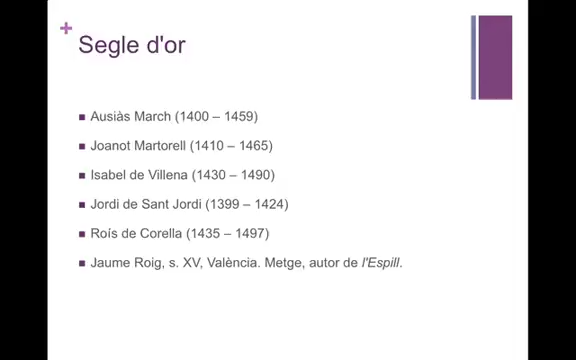 +
Segle d'or
Ausiàs March (1400 – 1459)
Joanot Martorell (1410 – 1465)
Isabel de Villena (1430 – 1490)
Jordi de Sant Jordi (1399 – 1424)
Roís de Corella (1435 – 1497)
Jaume Roig, s. XV, València. Metge, autor de l'Espill.